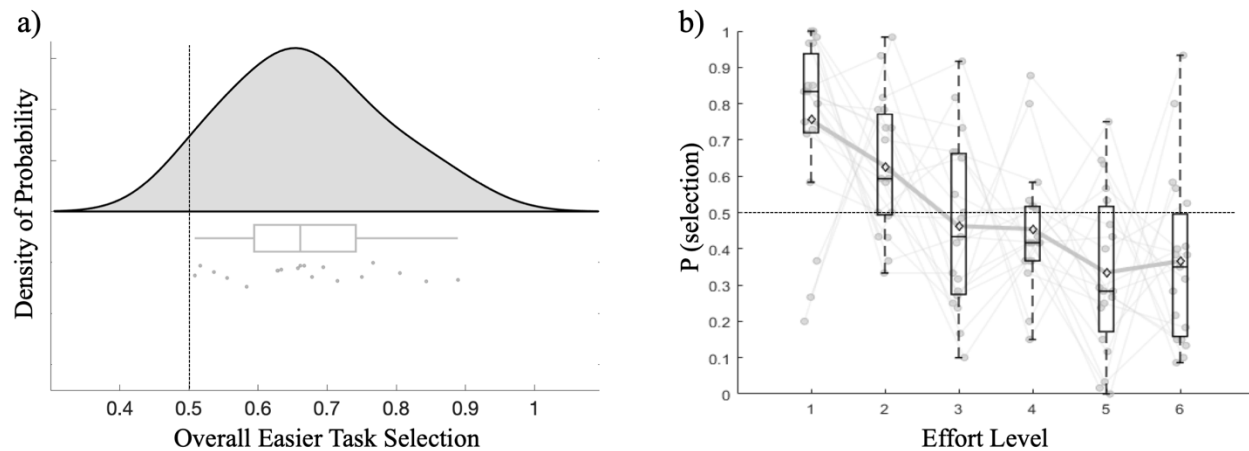 a)
Density of Probability
0.4 0.5 0.6 0.7 0.8 0.9 1
Overall Easier Task Selection
b)
P (selection)
1
0.9
0.8
0.7
0.6
0.5
0.4
0.3
0.2
0.1
0
1 2 3 4 5 6
Effort Level